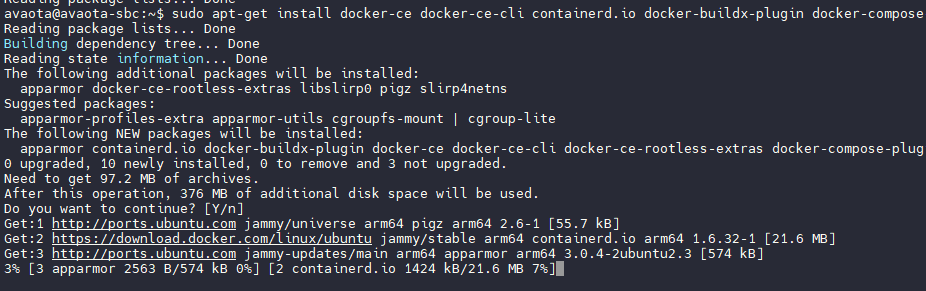 Reading package lists... Done
avaota@avaota-sbc:~$ sudo apt-get install docker-ce docker-ce-cli containerd.io docker-buildx-plugin docker-compose
Reading package lists... Done
Building dependency tree... Done
Reading state information... Done
The following additional packages will be installed:
  apparmor docker-ce-rootless-extras libslirp0 pigz slirp4netns
Suggested packages:
  apparmor-profiles-extra apparmor-utils cgroupfs-mount | cgroup-lite
The following NEW packages will be installed:
  apparmor containerd.io docker-buildx-plugin docker-ce docker-ce-cli docker-ce-rootless-extras docker-compose-plug
0 upgraded, 10 newly installed, 0 to remove and 3 not upgraded.
Need to get 97.2 MB of archives.
After this operation, 376 MB of additional disk space will be used.
Do you want to continue? [Y/n]
Get:1 http://ports.ubuntu.com jammy/universe arm64 pigz arm64 2.6-1 [55.7 kB]
Get:2 https://download.docker.com/linux/ubuntu jammy/stable arm64 containerd.io arm64 1.6.32-1 [21.6 MB]
Get:3 http://ports.ubuntu.com jammy-updates/main arm64 apparmor arm64 3.0.4-2ubuntu2.3 [574 kB]
3% [3 apparmor 2563 B/574 kB 0%] [2 containerd.io 1424 kB/21.6 MB 7%]